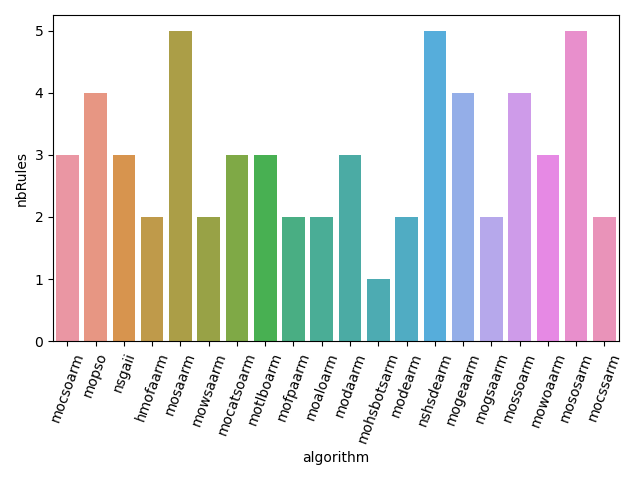 5
4
3
2
1
0
nbRules
mocsoarm
mopso
nsgaii
hmofaarm
mosaarm
mowsaarm
mocatsoarm
motlboarm
mofpaarm
moaloarm
modaarm
mohsbotsarm
modearm
nshsdearm
mogeaarm
mogsaarm
mossoarm
mowoaarm
mososarm
mocssarm
algorithm